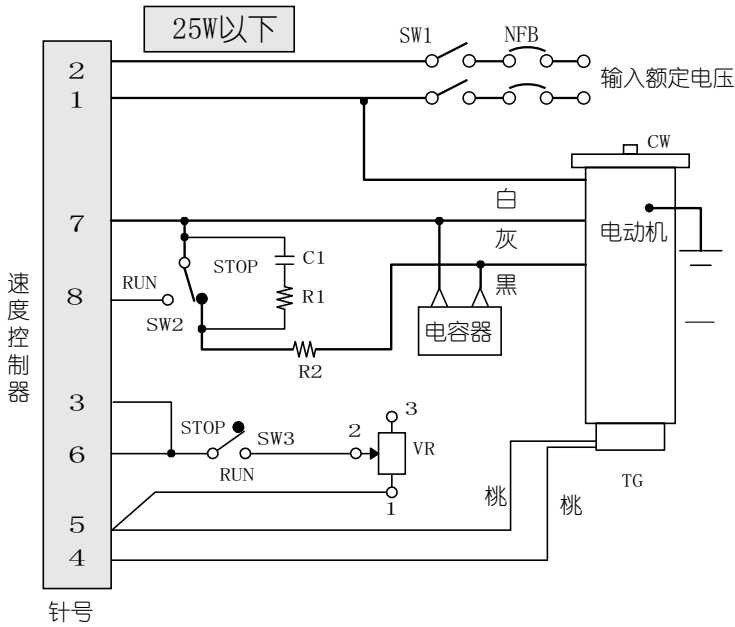 25W以下
SW1
NFB
2
1
输入额定电压
CW
白
7
灰
电动机
STOP
C1
RUN
8
R1
黑
SW2
电容器
R2
速度控制器
3
3
STOP
SW3
2
6
VR
RUN
1
TG
桃
桃
5
4
针号